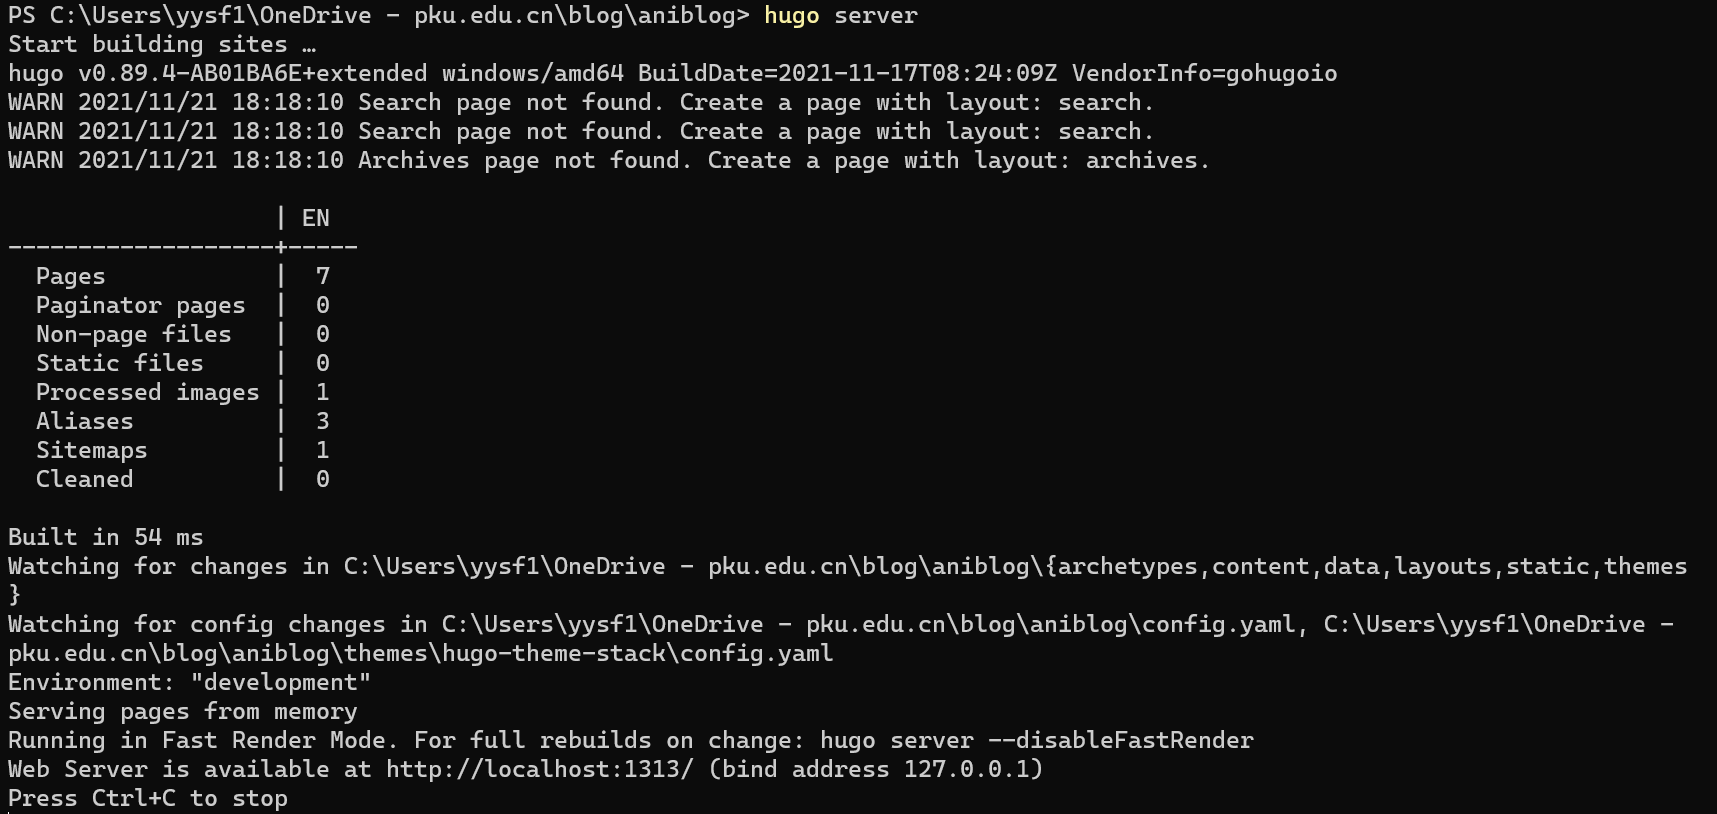 PS C:\Users\yysf1\OneDrive - pku.edu.cn\blog\aniblog> hugo server
Start building sites …
hugo v0.89.4-AB01BA6E+extended windows/amd64 BuildDate=2021-11-17T08:24:09Z VendorInfo=gohugoio
WARN 2021/11/21 18:18:10 Search page not found. Create a page with layout: search.
WARN 2021/11/21 18:18:10 Search page not found. Create a page with layout: search.
WARN 2021/11/21 18:18:10 Archives page not found. Create a page with layout: archives.

                   | EN
-------------------+-----
  Pages            |  7
  Paginator pages  |  0
  Non-page files   |  0
  Static files     |  0
  Processed images |  1
  Aliases          |  3
  Sitemaps         |  1
  Cleaned          |  0

Built in 54 ms
Watching for changes in C:\Users\yysf1\OneDrive - pku.edu.cn\blog\aniblog\{archetypes,content,data,layouts,static,themes
}
Watching for config changes in C:\Users\yysf1\OneDrive - pku.edu.cn\blog\aniblog\config.yaml, C:\Users\yysf1\OneDrive -
pku.edu.cn\blog\aniblog\themes\hugo-theme-stack\config.yaml
Environment: "development"
Serving pages from memory
Running in Fast Render Mode. For full rebuilds on change: hugo server --disableFastRender
Web Server is available at http://localhost:1313/ (bind address 127.0.0.1)
Press Ctrl+C to stop